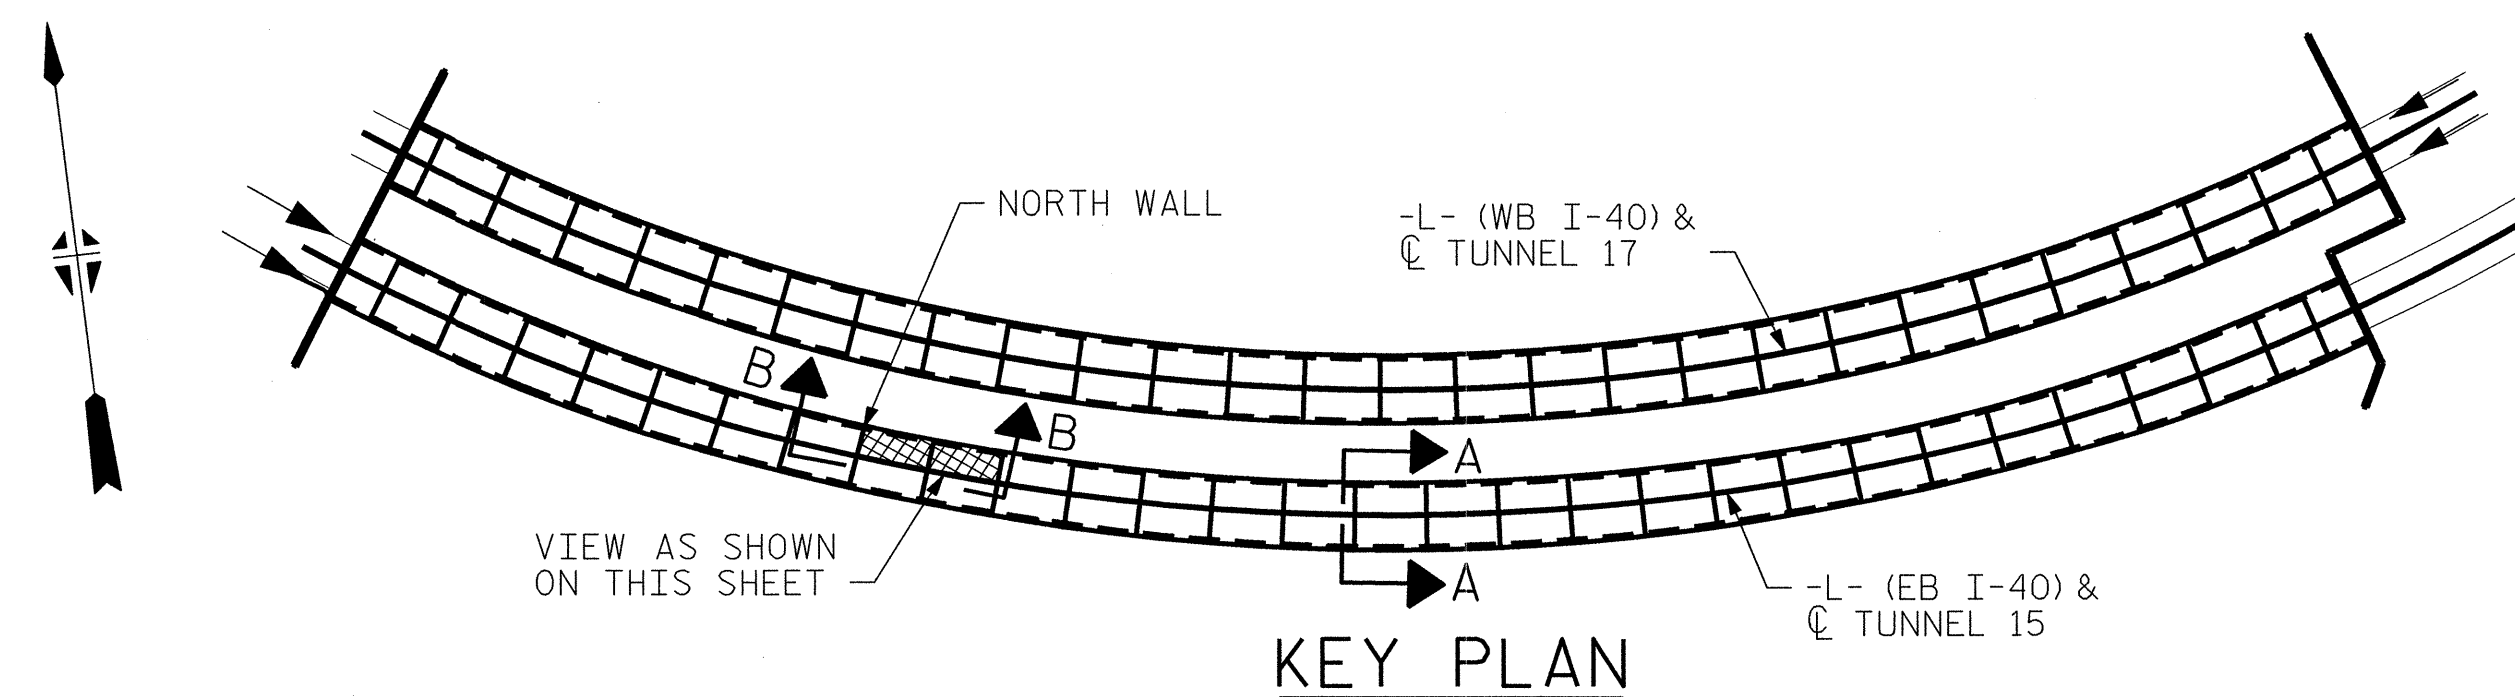 NORTH WALL
-L- (WB I-40) &
℄ TUNNEL 17
B
B
A
A
VIEW AS SHOWN
ON THIS SHEET
-L- (EB I-40) &
℄ TUNNEL 15
KEY PLAN